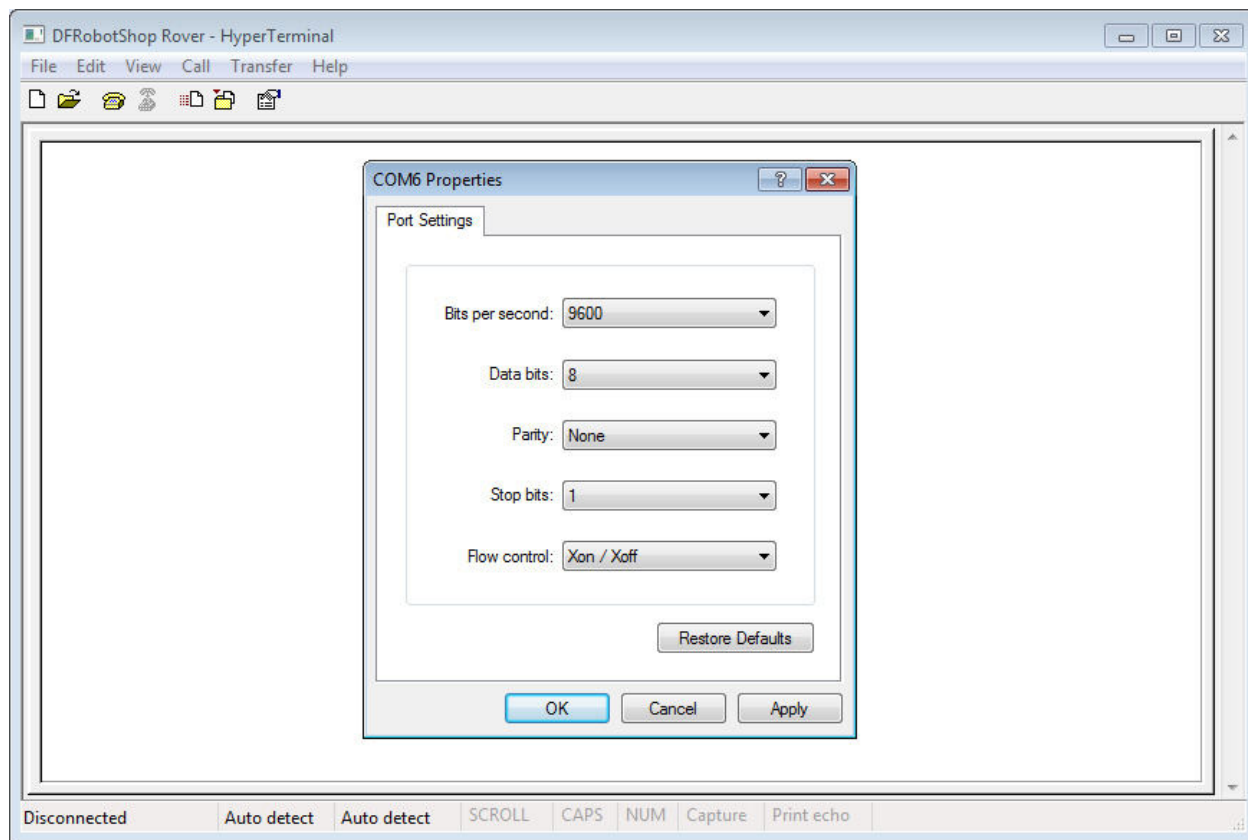 DFRobotShop Rover - HyperTerminal
File Edit View Call Transfer Help
COM6 Properties
Port Settings
Bits per second: 9600
Data bits: 8
Parity: None
Stop bits: 1
Flow control: Xon / Xoff
Restore Defaults
OK Cancel Apply
Disconnected Auto detect Auto detect SCROLL CAPS NUM Capture Print echo